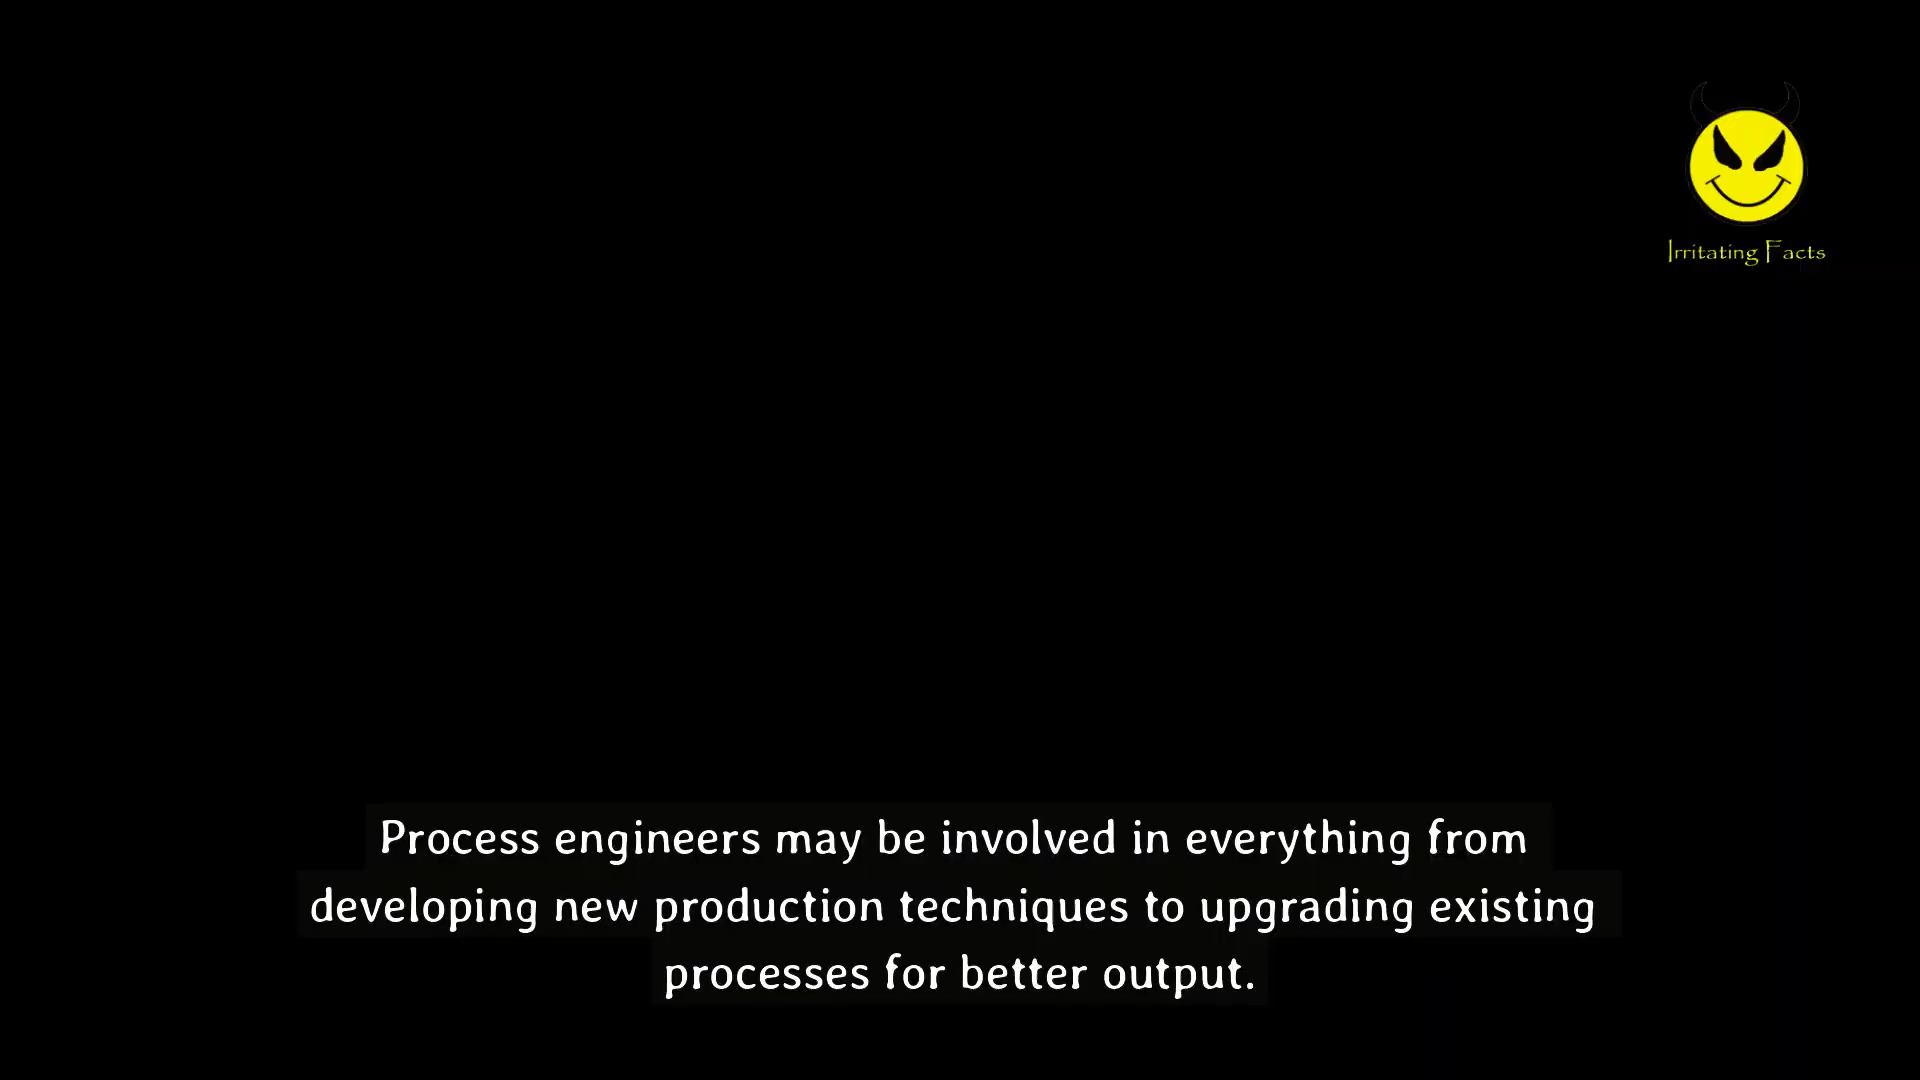 Irritating Facts
Process engineers may be involved in everything from
developing new production techniques to upgrading existing
processes for better output.